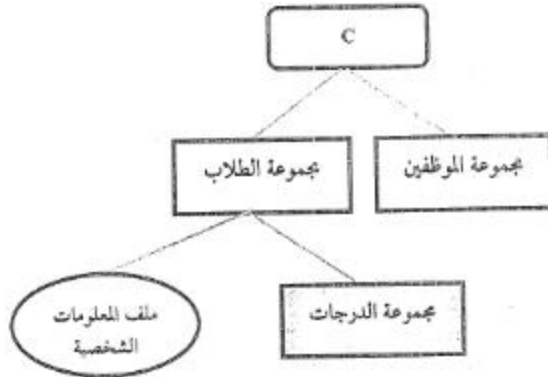 C
مجموعة الطلاب
مجموعة الموظفين
ملف المعلومات
الشخصية
مجموعة الدرجات